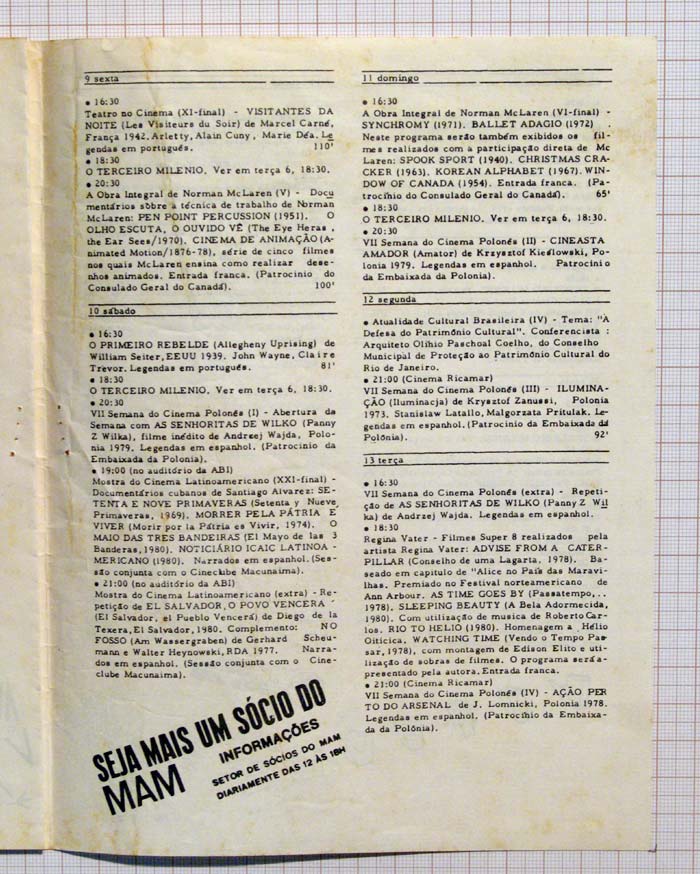 9 sexta
• 16:30
Teatro no Cinema (XI-final) - VISITANTES DA
NOITE (Les Visiteurs du Soir) de Marcel Carné,
França 1942. Arletty, Alain Cuny, Marie Déa. Le
gendas em português. 110'
• 18:30
O TERCEIRO MILENIO. Ver em terça 6, 18:30.
• 20:30
A Obra Integral de Norman McLaren (V) - Docu
mentários sôbre a técnica de trabalho de Norman
McLaren: PEN POINT PERCUSSION (1951). O
OLHO ESCUTA, O OUVIDO VÊ (The Eye Heras,
the Ear Sees/1970). CINEMA DE ANIMAÇÃO (A-
nimated Motion/1876-78), série de cinco filmes
nos quais McLaren ensina como realizar dese-
nhos animados. Entrada franca. (Patrocinio do
Consulado Geral do Canadá). 100'
10 sábado
• 16:30
O PRIMEIRO REBELDE (Allegheny Uprising) de
William Seiter, EEUU 1939. John Wayne, Claire
Trevor. Legendas em português. 81'
• 18:30
O TERCEIRO MILENIO. Ver em terça 6, 18:30.
• 20:30
VII Semana do Cinema Polonês (I) - Abertura da
Semana com AS SENHORITAS DE WILKO (Panny
Z Wilka), filme inédito de Andrzej Wajda, Polo-
nia 1979. Legendas em espanhol. (Patrocinio da
Embaixada da Polonia).
• 19:00 (no auditório da ABI)
Mostra do Cinema Latinoamericano (XXI-final) -
Documentários cubanos de Santiago Alvarez: SE-
TENTA E NOVE PRIMAVERAS (Setenta y Nueve
Primaveras, 1969). MORRER PELA PÁTRIA É
VIVER (Morir por la Pátria es Vivir, 1974). O
MAIO DAS TRES BANDEIRAS (El Mayo de las 3
Banderas, 1980). NOTICIÁRIO ICAIC LATINOA -
MERICANO (1980). Narrados em espanhol. (Ses-
são conjunta com o Cineclube Macunaima).
• 21:00 (no auditório da ABI)
Mostra do Cinema Latinoamericano (extra) - Re-
petição de EL SALVADOR, O POVO VENCERÁ
(El Salvador, el Pueblo Vencerá) de Diego de la
Texera, El Salvador, 1980. Complemento: NO
FOSSO (Am Wassergraben) de Gerhard Scheu-
mann e Walter Heynowski, RDA 1977. Narra-
dos em espanhol. (Sessão conjunta com o Cine-
clube Macunaima).
SEJA MAIS UM SÓCIO DO
MAM
INFORMAÇÕES
SETOR DE SÓCIOS DO MAM
DIARIAMENTE DAS 12 ÀS 18H
11 domingo
• 16:30
A Obra Integral de Norman McLaren (VI-final) -
SYNCHROMY (1971). BALLET ADAGIO (1972) .
Neste programa serão também exibidos os fil-
mes realizados com a participação direta de Mc
Laren: SPOOK SPORT (1940). CHRISTMAS CRA-
CKER (1963). KOREAN ALPHABET (1967). WIN-
DOW OF CANADA (1954). Entrada franca. (Pa-
trocínio do Consulado Geral do Canadá). 65'
• 18:30
O TERCEIRO MILENIO. Ver em terça 6, 18:30.
• 20:30
VII Semana do Cinema Polonês (II) - CINEASTA
AMADOR (Amator) de Krzysztof Kieślowski, Po-
lonia 1979. Legendas em espanhol. Patrocinio
da Embaixada da Polonia).
12 segunda
• Atualidade Cultural Brasileira (IV) - Tema: "A
Defesa do Patrimônio Cultural". Conferencista :
Arquiteto Olihio Paschoal Coelho, do Conselho
Municipal de Proteção ao Patrimônio Cultural do
Rio de Janeiro.
• 21:00 (Cinema Ricamar)
VII Semana do Cinema Polonês (III) - ILUMINA-
ÇÃO (Iluminacja) de Krysztof Zanussi, Polonia
1973. Stanislaw Latallo, Malgorzata Pritulak. Le-
gendas em espanhol. (Patrocinio da Embaixada da
Polônia). 92'
13 terça
• 16:30
VII Semana do Cinema Polonês (extra) - Repeti-
ção de AS SENHORITAS DE WILKO (Panny Z Wil
ka) de Andrzej Wajda. Legendas em espanhol.
• 18:30
Regina Vater - Filmes Super 8 realizados pela
artista Regina Vater: ADVISE FROM A CATER-
PILLAR (Conselho de uma Lagarta, 1978). Ba-
seado em capitulo de "Alice no País das Maravi-
lhas. Premiado no Festival norteamericano de
Ann Arbour. AS TIME GOES BY (Passatempo, ..
1978). SLEEPING BEAUTY (A Bela Adormecida,
1980). Com utilização de musica de Roberto Car-
los. RIO TO HELIO (1980). Homenagem a Hélio
Oiticica. WATCHING TIME (Vendo o Tempo Pas-
sar, 1978), com montagem de Edison Elito e uti-
lização de sobras de filmes. O programa será a-
presentado pela autora. Entrada franca.
• 21:00 (Cinema Ricamar)
VII Semana do Cinema Polonês (IV) - AÇÃO PER
TO DO ARSENAL de J. Lomnicki, Polonia 1978.
Legendas em espanhol. (Patrocínio da Embaixa-
da da Polônia).